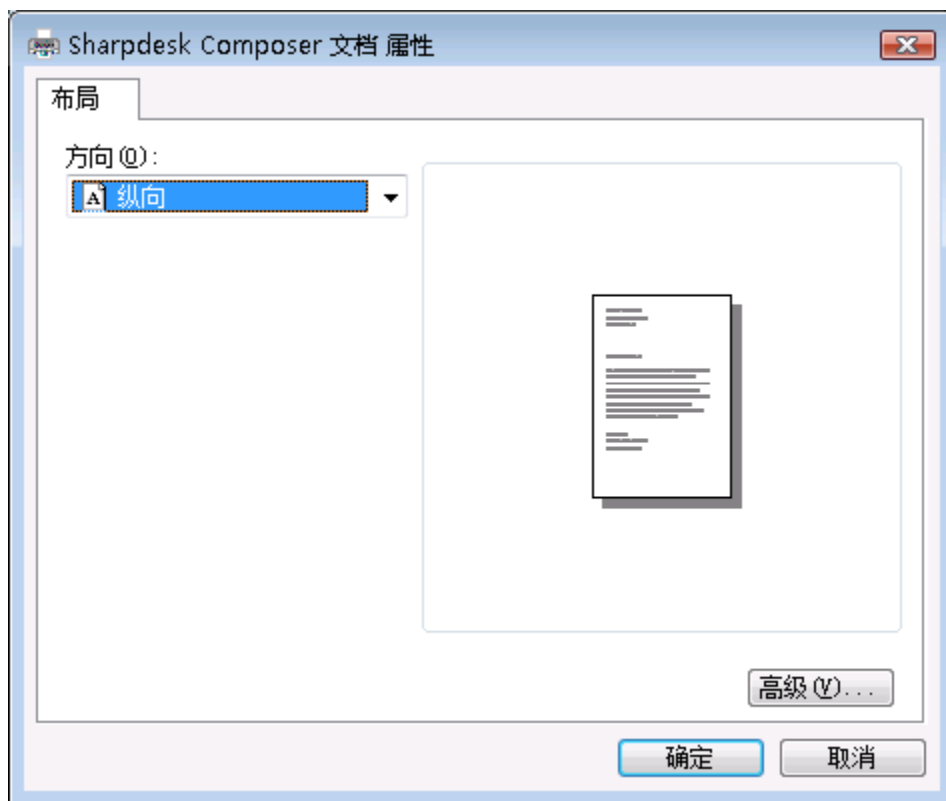 Sharpdesk Composer 文档 属性
布局
方向(O):
A 纵向
高级(V)...
确定
取消